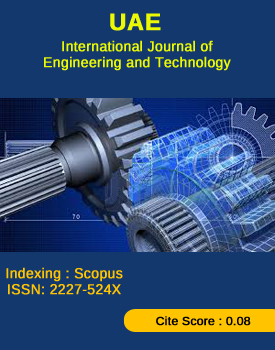 UAE
International Journal of
Engineering and Technology
70
Indexing : Scopus
ISSN: 2227-524X
Cite Score : 0.08